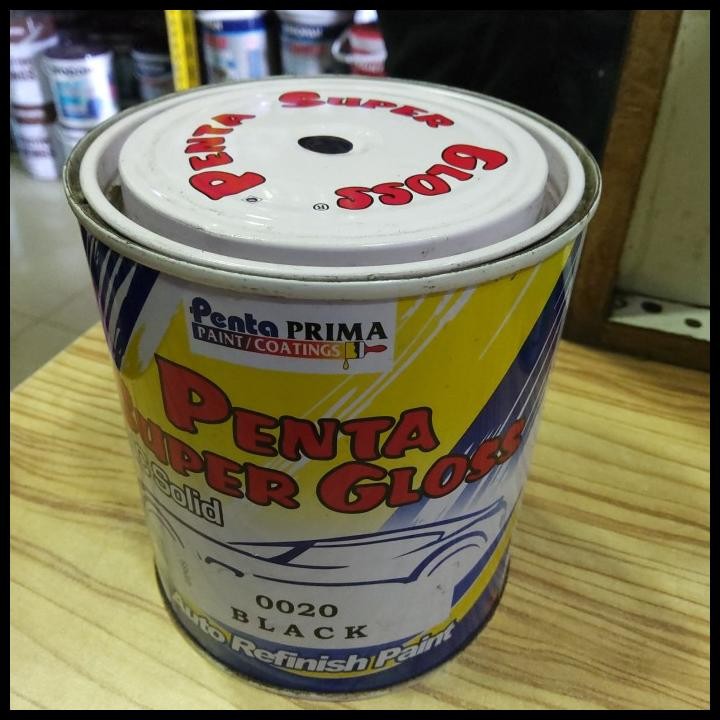 PENTA SUPER GLOSS ®
Penta PRIMA
PAINT/COATINGS
PENTA
SUPER GLOSS
Solid
0020
BLACK
Auto Refinish Paint